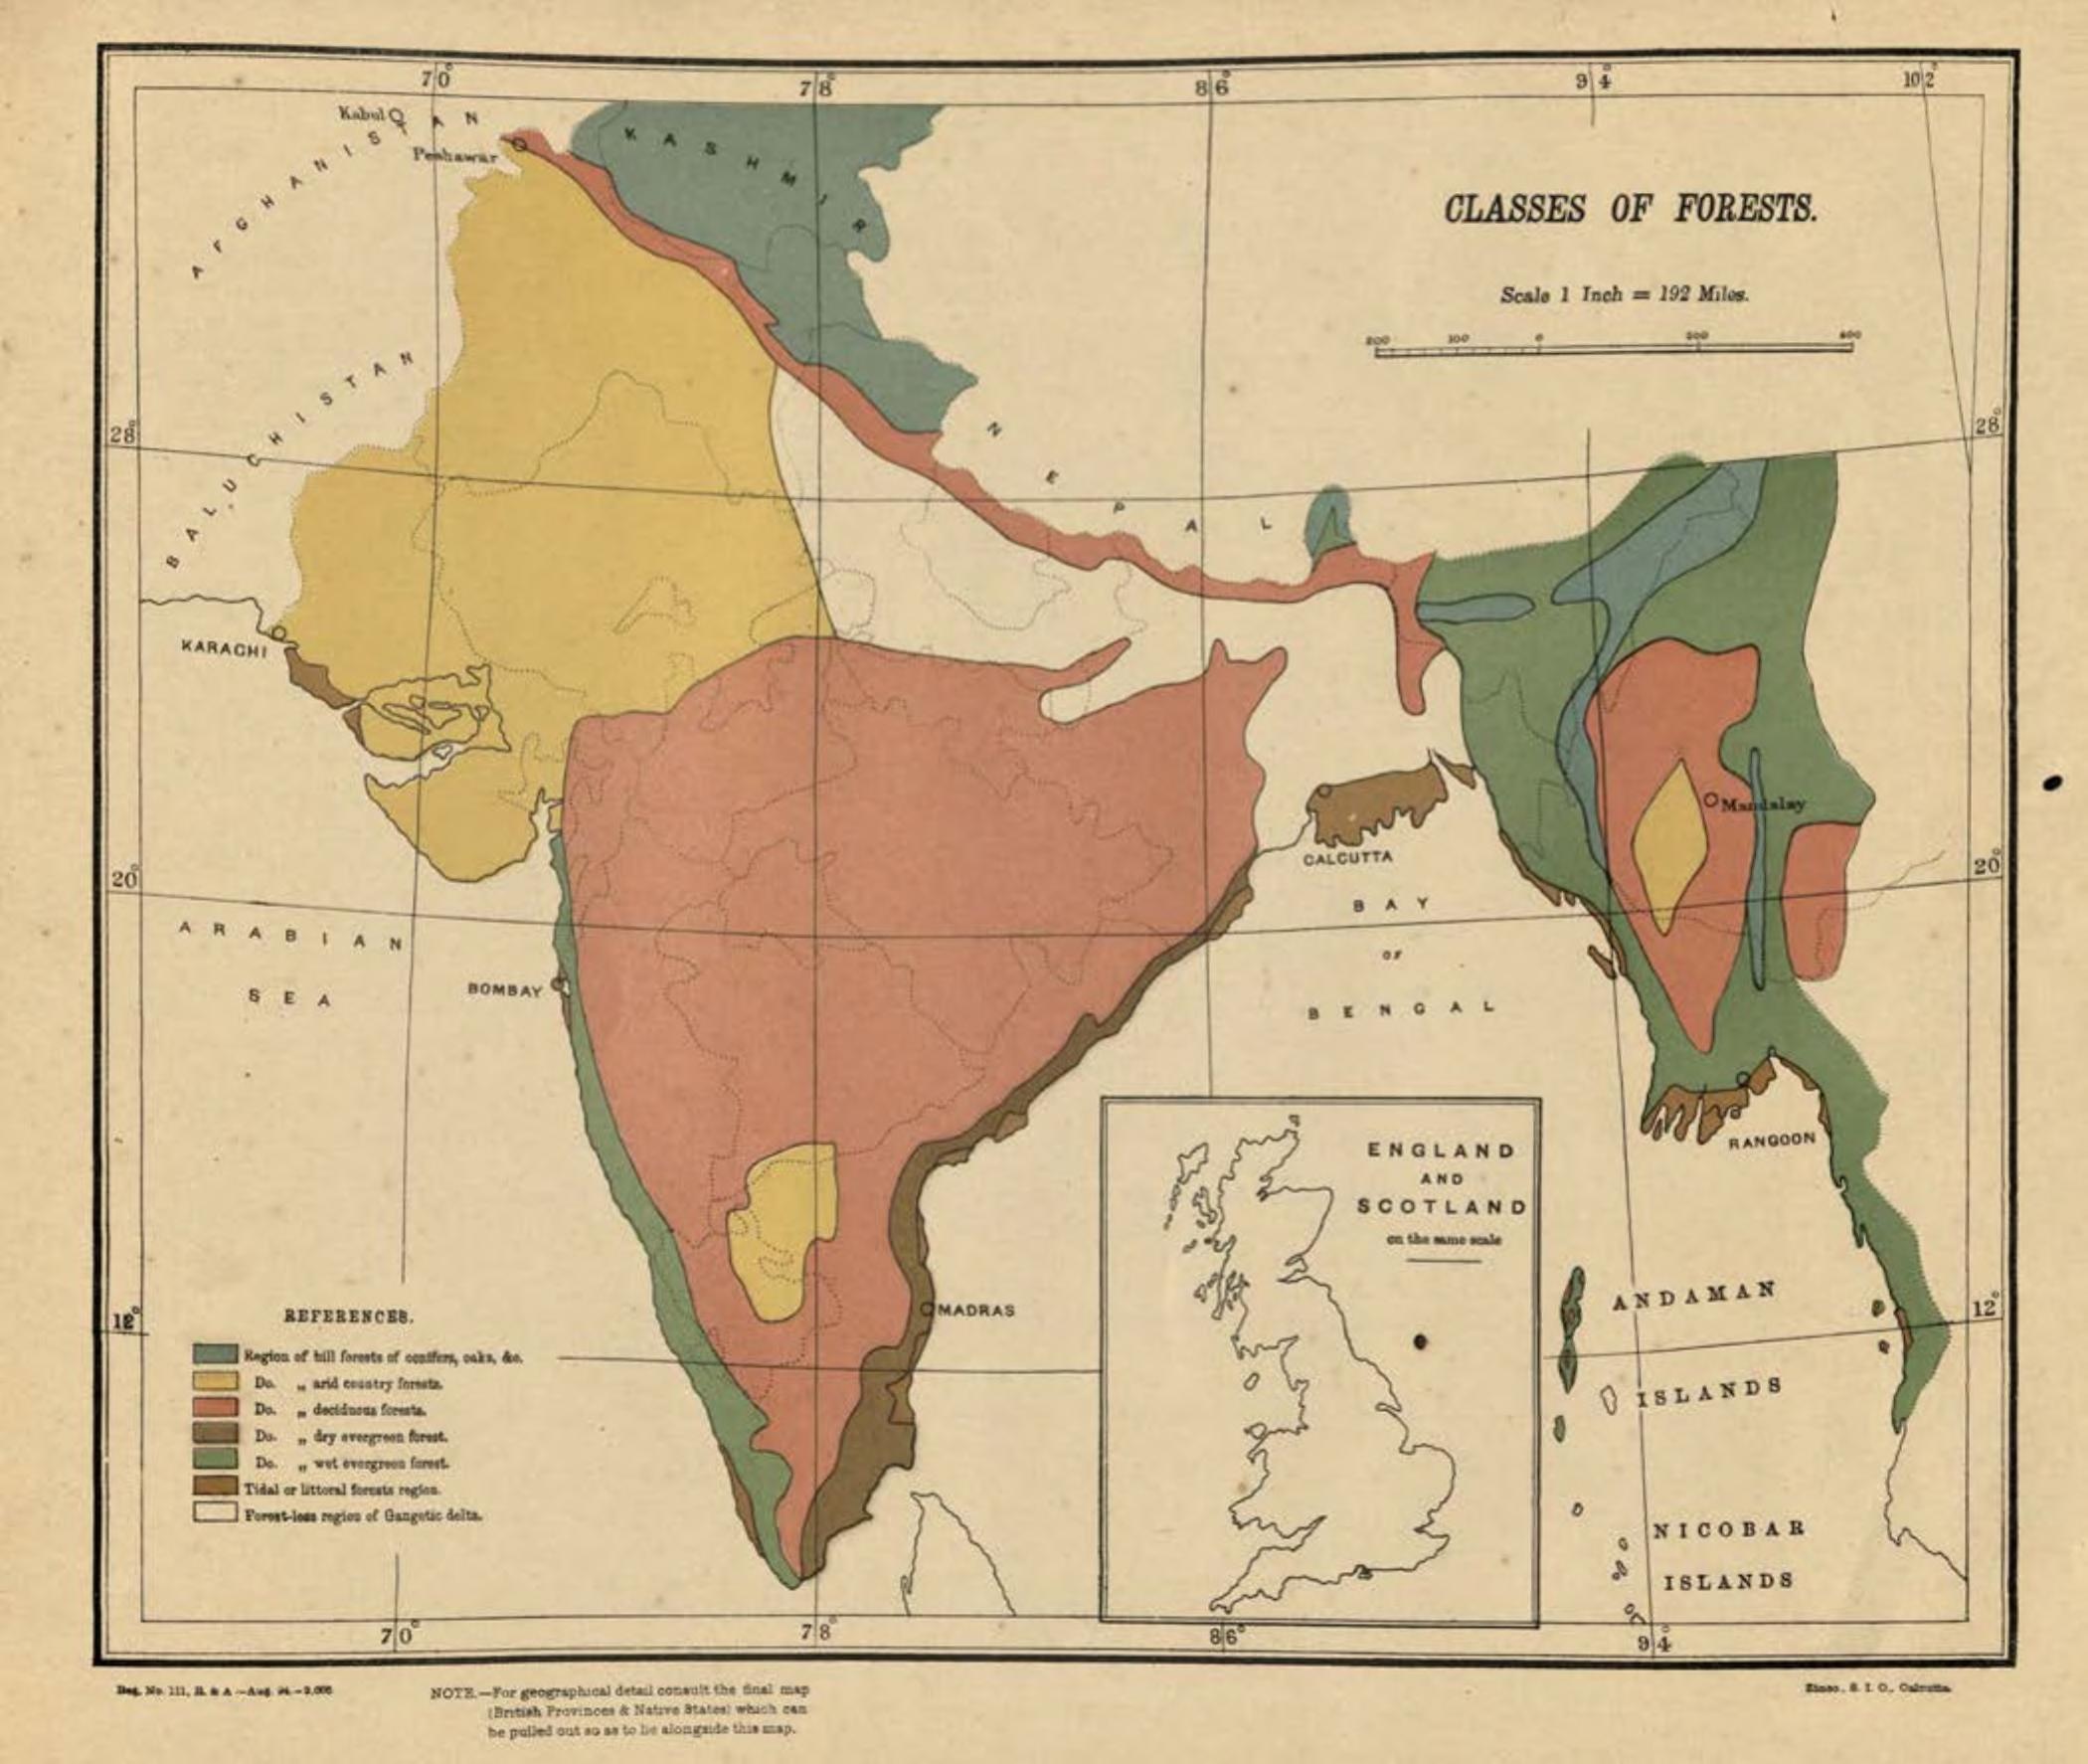 70°
78°
86°
94°
102°
Kabul
AFGHANISTAN
Peshawar
KASHMIR
CLASSES OF FORESTS.
Scale 1 Inch = 192 Miles.
200 100 0 200 400
BALUCHISTAN
28°
28°
NEPAL
KARACHI
Mandalay
CALCUTTA
20°
20°
ARABIAN
SEA
BAY
OF
BENGAL
BOMBAY
RANGOON
ENGLAND
AND
SCOTLAND
on the same scale
MADRAS
ANDAMAN
ISLANDS
12°
12°
REFERENCES.
Region of hill forests of conifers, oaks, &c.
Do. „ arid country forests.
Do. „ deciduous forests.
Do. „ dry evergreen forest.
Do. „ wet evergreen forest.
Tidal or littoral forests region.
Forest-less region of Gangetic delta.
NICOBAR
ISLANDS
70°
78°
86°
94°
Reg. No. 111, R. & A.—Aug. 94.—
NOTE.—For geographical detail consult the final map
(British Provinces & Native States) which can
be pulled out so as to lie alongside this map.
S. I. O., Calcutta.